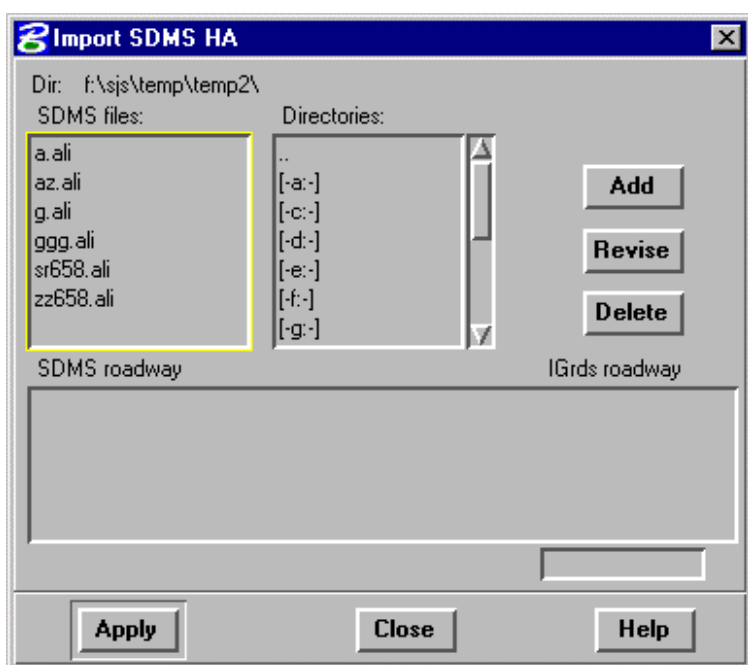 Import SDMS HA
Dir: f:\sjs\temp\temp2\
SDMS files:
Directories:
a.ali
az.ali
g.ali
ggg.ali
sr658.ali
zz658.ali
..
[-a:-]
[-c:-]
[-d:-]
[-e:-]
[-f:-]
[-g:-]
Add
Revise
Delete
SDMS roadway
IGrds roadway
Apply
Close
Help